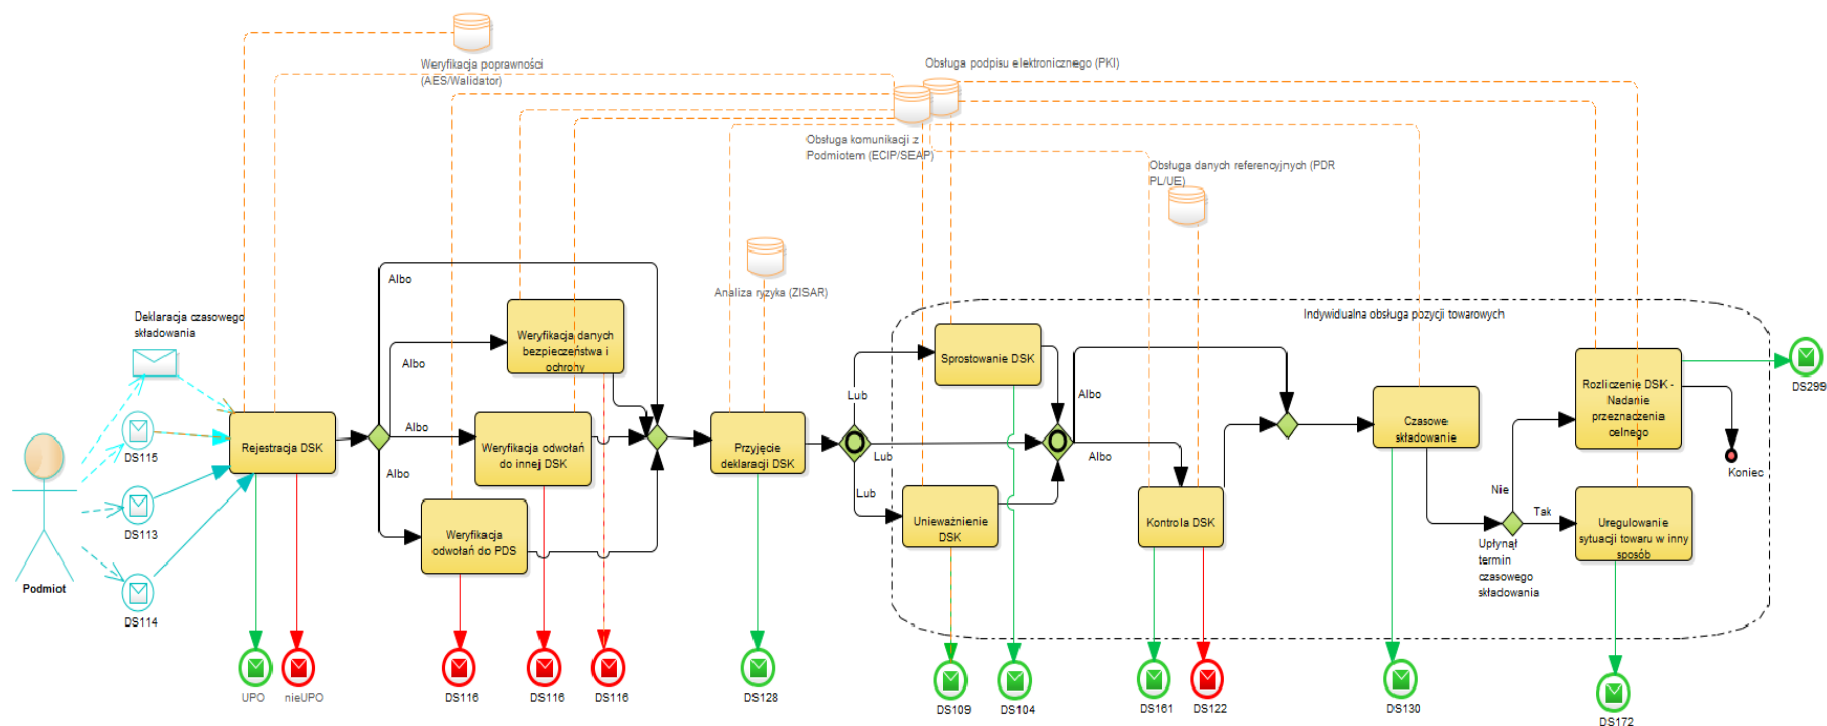 Weryfikacja poprawności
(AES/Walidator)
Obsługa podpisu elektronicznego (PKI)
Obsługa komunikacji z
Podmiotem (ECIP/SEAP)
Obsługa danych referencyjnych (PDR
PL/UE)
Analiza ryzyka (ZISAR)
Deklaracja czasowego
składowania
Indywidualna obsługa pozycji towarowych
Albo
Albo
Albo
Albo
Weryfikacja danych
bezpieczeństwa i
ochrony
Rejestracja DSK
Weryfikacja odwołań
do innej DSK
Weryfikacja
odwołań do PDS
Przyjęcie
deklaracji DSK
Lub
Lub
Lub
Sprostowanie DSK
Unieważnienie
DSK
Albo
Albo
Kontrola DSK
Czasowe
składowanie
Rozliczenie DSK -
Nadanie
przeznaczenia
celnego
Nie
Tak
Upłynął
termin
czasowego
składowania
Uregulowanie
sytuacji towaru w inny
sposób
Koniec
DS299
DS115
DS113
DS114
Podmiot
UPO
nieUPO
DS116
DS116
DS116
DS128
DS109
DS104
DS161
DS122
DS130
DS172